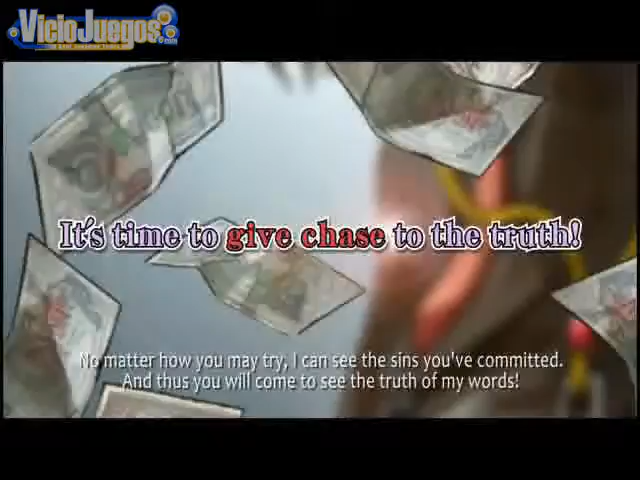 VicioJuegos.com
It's time to give chase to the truth!
No matter how you may try, I can see the sins you've committed.
And thus you will come to see the truth of my words!